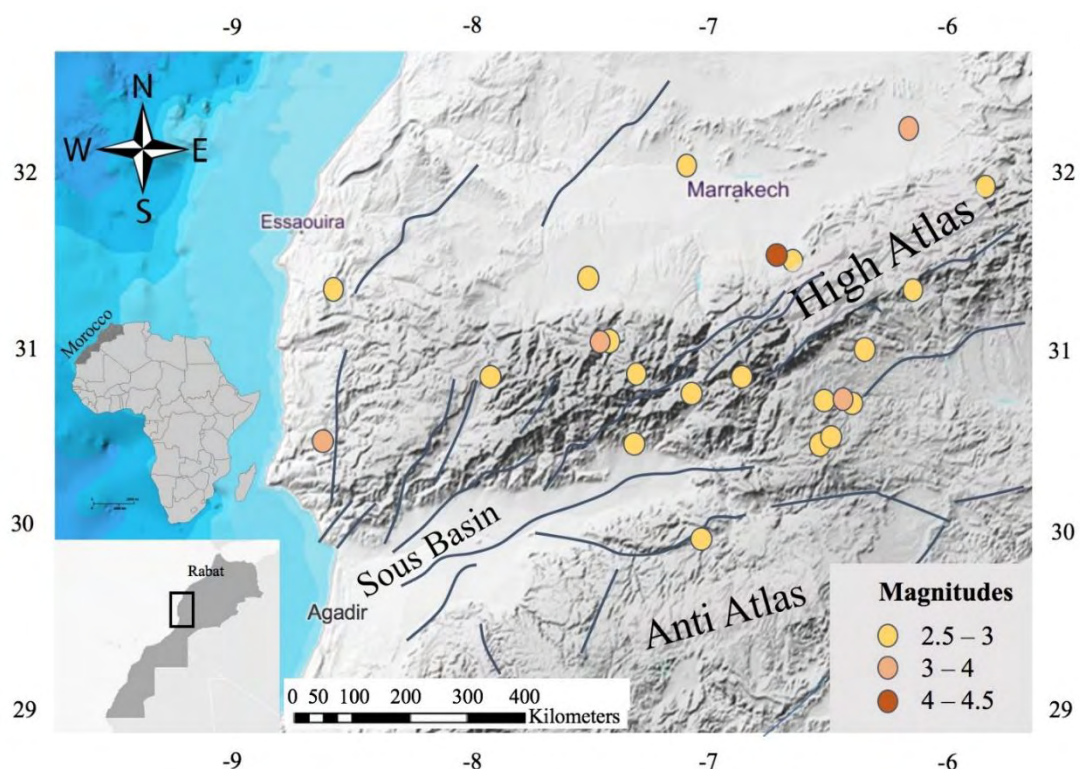 -9 -8 -7 -6
N
W E
S
32 32
Marrakech
Essaouira
High Atlas
31 31
Morocco
30 30
Sous Basin
Rabat
Agadir
Anti Atlas
Magnitudes
2.5 – 3
3 – 4
4 – 4.5
0 50 100 200 300 400
Kilometers
29 29
-9 -8 -7 -6